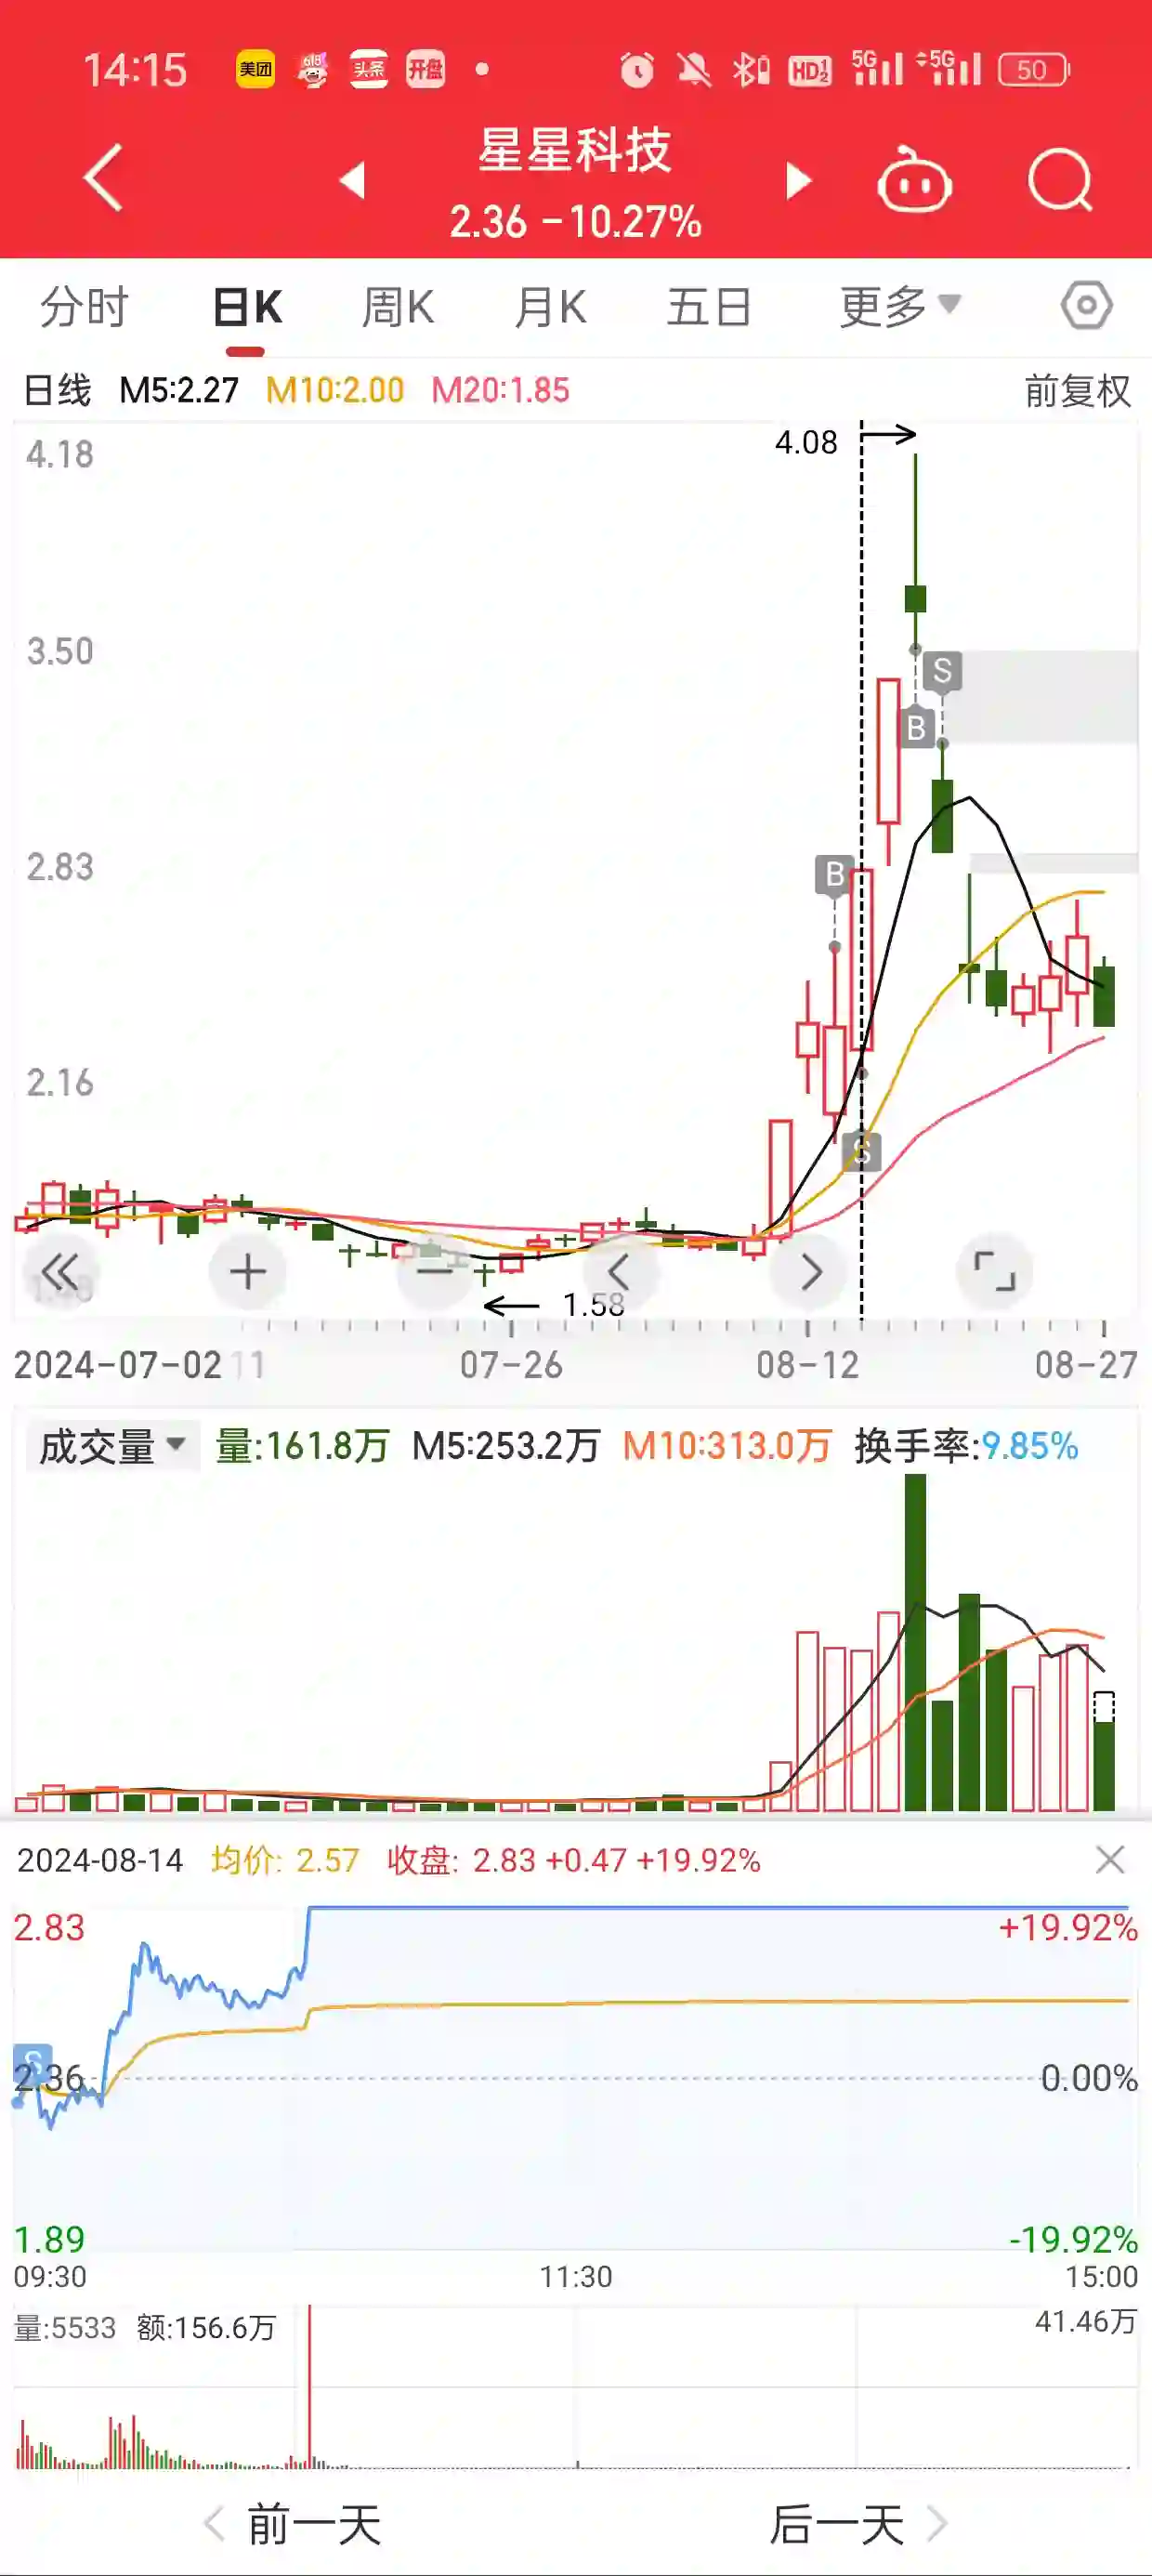 14:15 美团 618 头条 开盘 HD1 2 5G 5G 50
星星科技
2.36 -10.27%
分时 日K 周K 月K 五日 更多
日线 M5:2.27 M10:2.00 M20:1.85 前复权
4.18
4.08
3.50
S
B
2.83
B
2.16
S
1.58
2024-07-02 11 07-26 08-12 08-27
成交量 量:161.8万 M5:253.2万 M10:313.0万 换手率:9.85%
2024-08-14 均价: 2.57 收盘: 2.83 +0.47 +19.92%
2.83 +19.92%
S
2.36 0.00%
1.89 -19.92%
09:30 11:30 15:00
量:5533 额:156.6万 41.46万
前一天 后一天